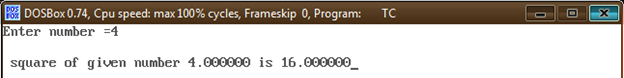 DOSBox 0.74, Cpu speed: max 100% cycles, Frameskip 0, Program: TC
Enter number =4
square of given number 4.000000 is 16.000000_